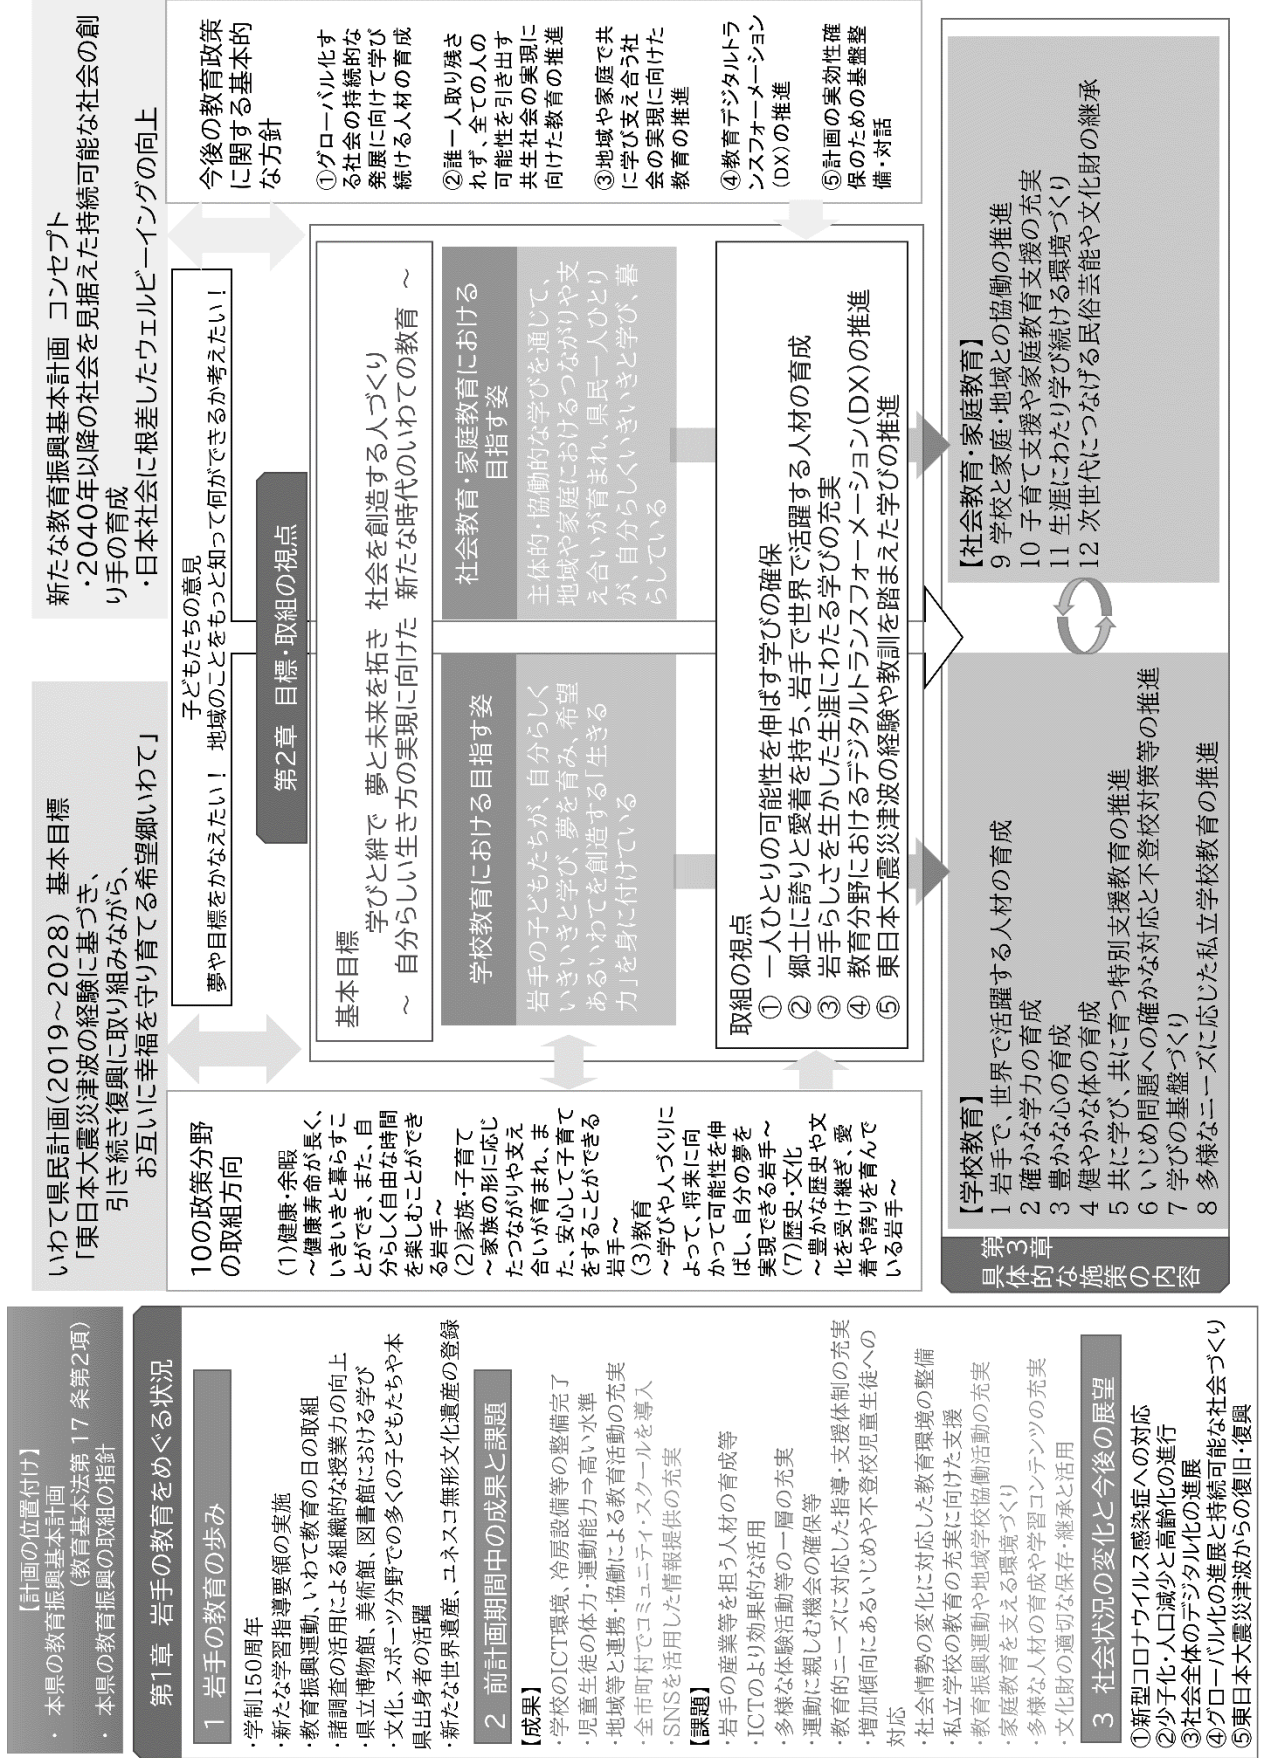 【計画の位置付け】
・ 本県の教育振興基本計画
（教育基本法第 17 条第２項）
・ 本県の教育振興の取組の指針
第１章 岩手の教育をめぐる状況
１ 岩手の教育の歩み
・学制150周年
・新たな学習指導要領の実施
・教育振興運動、いわて教育の日の取組
・諸調査の活用による組織的な授業力の向上
・県立博物館、美術館、図書館における学び
・文化、スポーツ分野での多くの子どもたちや本
県出身者の活躍
・新たな世界遺産、ユネスコ無形文化遺産の登録
２ 前計画期間中の成果と課題
【成果】
・学校のICT環境、冷房設備等の整備完了
・児童生徒の体力・運動能力⇒高い水準
・地域等と連携・協働による教育活動の充実
・全市町村でコミュニティ・スクールを導入
・SNSを活用した情報提供の充実
【課題】
・岩手の産業等を担う人材の育成等
・ICTのより効果的な活用
・多様な体験活動等の一層の充実
・運動に親しむ機会の確保等
・教育的ニーズに対応した指導・支援体制の充実
・増加傾向にあるいじめや不登校児童生徒への
対応
・社会情勢の変化に対応した教育環境の整備
・私立学校の教育の充実に向けた支援
・教育振興運動や地域学校協働活動の充実
・家庭教育を支える環境づくり
・多様な人材の育成や学習コンテンツの充実
・文化財の適切な保存・継承と活用
３ 社会状況の変化と今後の展望
①新型コロナウイルス感染症への対応
②少子化・人口減少と高齢化の進行
③社会全体のデジタル化の進展
④グローバル化の進展と持続可能な社会づくり
⑤東日本大震災津波からの復旧・復興
いわて県民計画（2019～2028） 基本目標
「東日本大震災津波の経験に基づき、
引き続き復興に取り組みながら、
お互いに幸福を守り育てる希望郷いわて」
新たな教育振興基本計画 コンセプト
・2040年以降の社会を見据えた持続可能な社会の創
り手の育成
・日本社会に根差したウェルビーイングの向上
10の政策分野
の取組方向
(1)健康・余暇
～健康寿命が長く、
いきいきと暮らすこ
とができ、また、自
分らしく自由な時間
を楽しむことができ
る岩手～
(2)家族・子育て
～家族の形に応じ
たつながりや支え
合いが育まれ、ま
た、安心して子育て
をすることができる
岩手～
(3)教育
～学びや人づくりに
よって、将来に向
かって可能性を伸
ばし、自分の夢を
実現できる岩手～
(7)歴史・文化
～豊かな歴史や文
化を受け継ぎ、愛
着や誇りを育んで
いる岩手～
子どもたちの意見
夢や目標をかなえたい！ 地域のことをもっと知って何ができるか考えたい！
第２章 目標・取組の視点
基本目標
学びと絆で 夢と未来を拓き 社会を創造する人づくり
～ 自分らしい生き方の実現に向けた 新たな時代のいわての教育 ～
学校教育における目指す姿
岩手の子どもたちが、自分らしく
いきいきと学び、夢を育み、希望
あるいわてを創造する「生きる
力」を身に付けている
社会教育・家庭教育における
目指す姿
主体的・協働的な学びを通じて、
地域や家庭におけるつながりや支
え合いが育まれ、県民一人ひとり
が、自分らしくいきいきと学び、暮
らしている
取組の視点
① 一人ひとりの可能性を伸ばす学びの確保
② 郷土に誇りと愛着を持ち、岩手で世界で活躍する人材の育成
③ 岩手らしさを生かした生涯にわたる学びの充実
④ 教育分野におけるデジタルトランスフォーメーション（DX）の推進
⑤ 東日本大震災津波の経験や教訓を踏まえた学びの推進
今後の教育政策
に関する基本的
な方針
①グローバル化す
る社会の持続的な
発展に向けて学び
続ける人材の育成
②誰一人取り残さ
れず、全ての人の
可能性を引き出す
共生社会の実現に
向けた教育の推進
③地域や家庭で共
に学び支え合う社
会の実現に向けた
教育の推進
④教育デジタルトラ
ンスフォーメーション
(DX)の推進
⑤計画の実効性確
保のための基盤整
備・対話
第３章
具体的な施策の内容
【学校教育】
１ 岩手で、世界で活躍する人材の育成
２ 確かな学力の育成
３ 豊かな心の育成
４ 健やかな体の育成
５ 共に学び、共に育つ特別支援教育の推進
６ いじめ問題への確かな対応と不登校対策等の推進
７ 学びの基盤づくり
８ 多様なニーズに応じた私立学校教育の推進
【社会教育・家庭教育】
９ 学校と家庭・地域との協働の推進
10 子育て支援や家庭教育支援の充実
11 生涯にわたり学び続ける環境づくり
12 次世代につなげる民俗芸能や文化財の継承